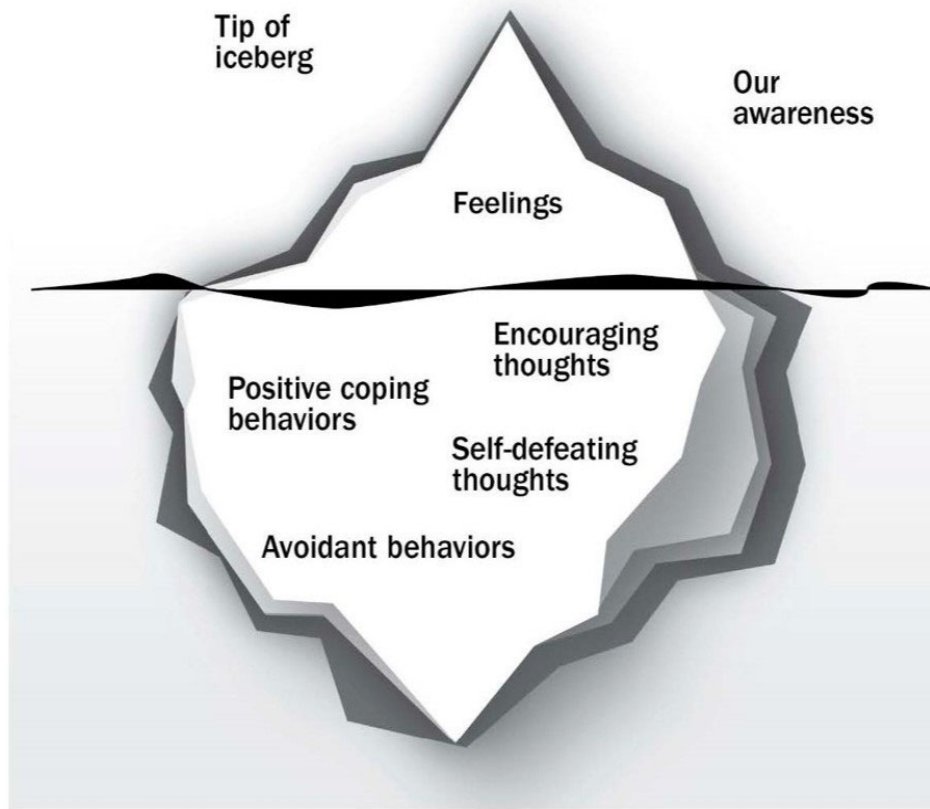 Tip of
iceberg
Our
awareness
Feelings
Encouraging
thoughts
Positive coping
behaviors
Self-defeating
thoughts
Avoidant behaviors